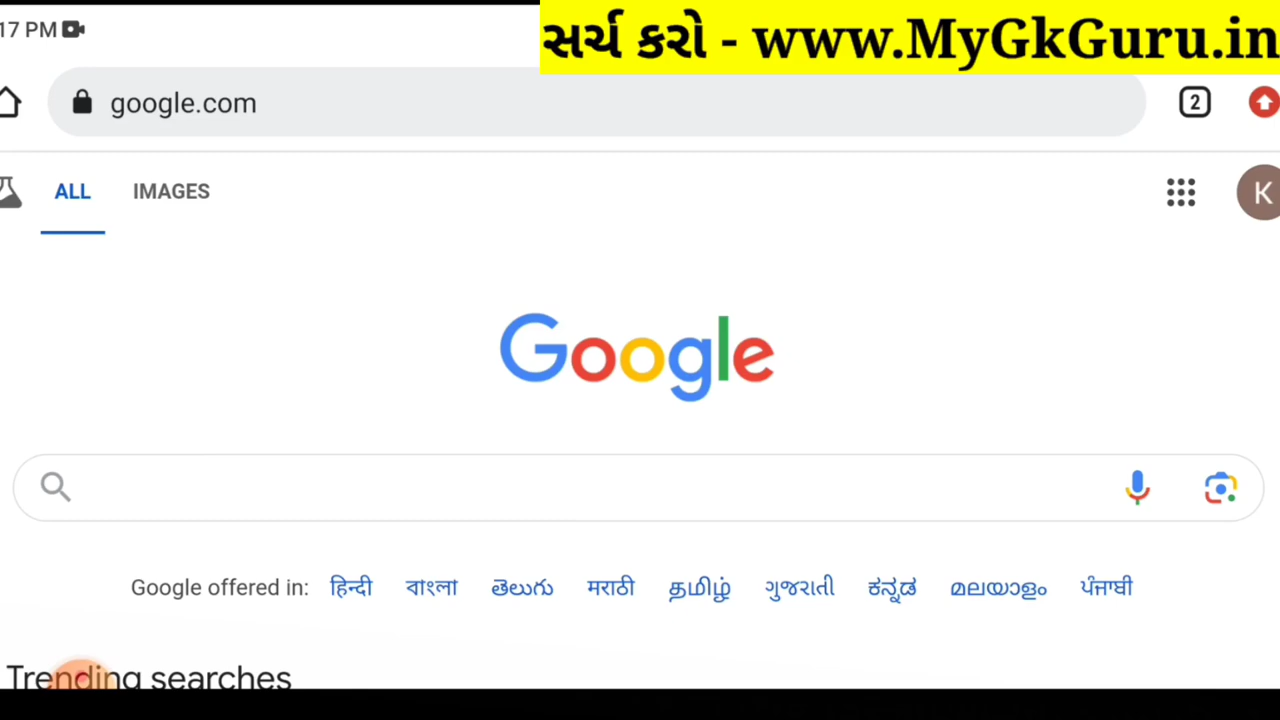 17 PM
સર્ચ કરો - www.MyGkGuru.in
google.com
2
ALL IMAGES
K
Google
Google offered in: हिन्दी বাংলা తెలుగు मराठी தமிழ் ગુજરાતી ಕನ್ನಡ മലയാളം ਪੰਜਾਬੀ
Trending searches